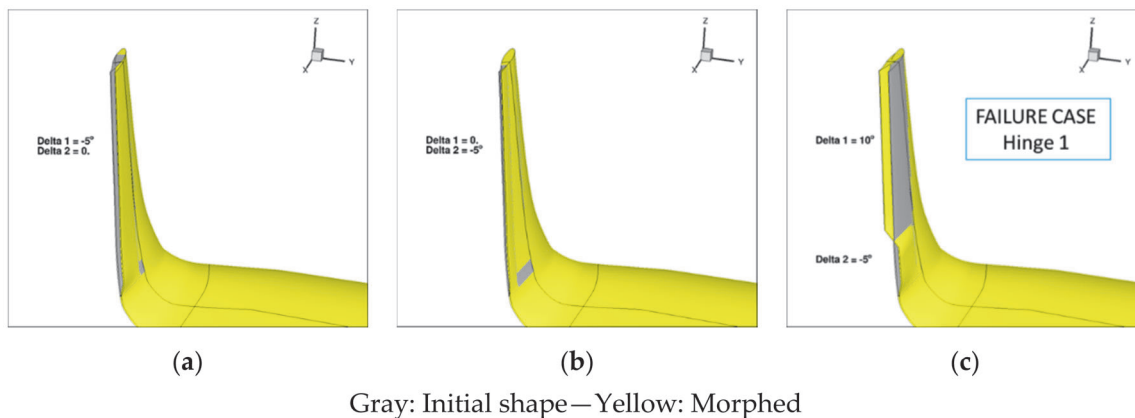 Z
X
Y
Delta 1 = -5°
Delta 2 = 0.
(a)
Z
X
Y
Delta 1 = 0.
Delta 2 = -5°
(b)
Z
X
Y
FAILURE CASE
Hinge 1
Delta 1 = 10°
Delta 2 = -5°
(c)
Gray: Initial shape—Yellow: Morphed